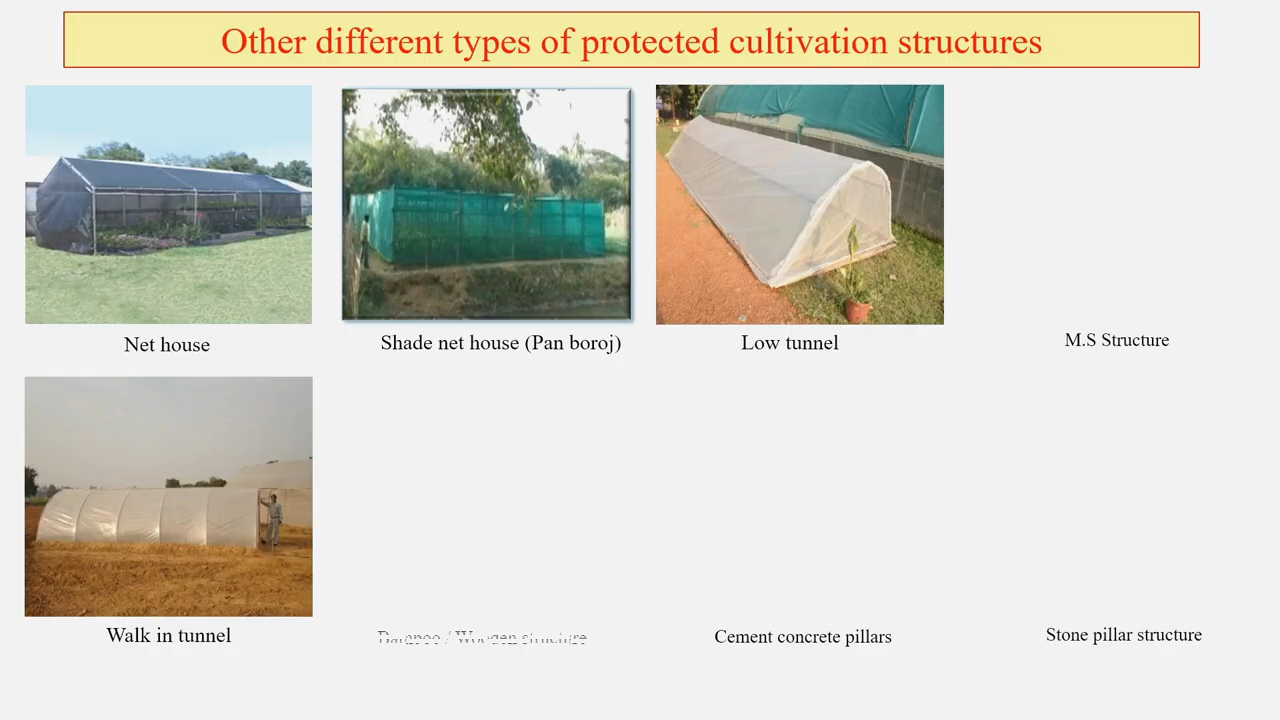 Other different types of protected cultivation structures
Net house
Shade net house (Pan boroj)
Low tunnel
M.S Structure
Walk in tunnel
Bamboo / Wooden structure
Cement concrete pillars
Stone pillar structure